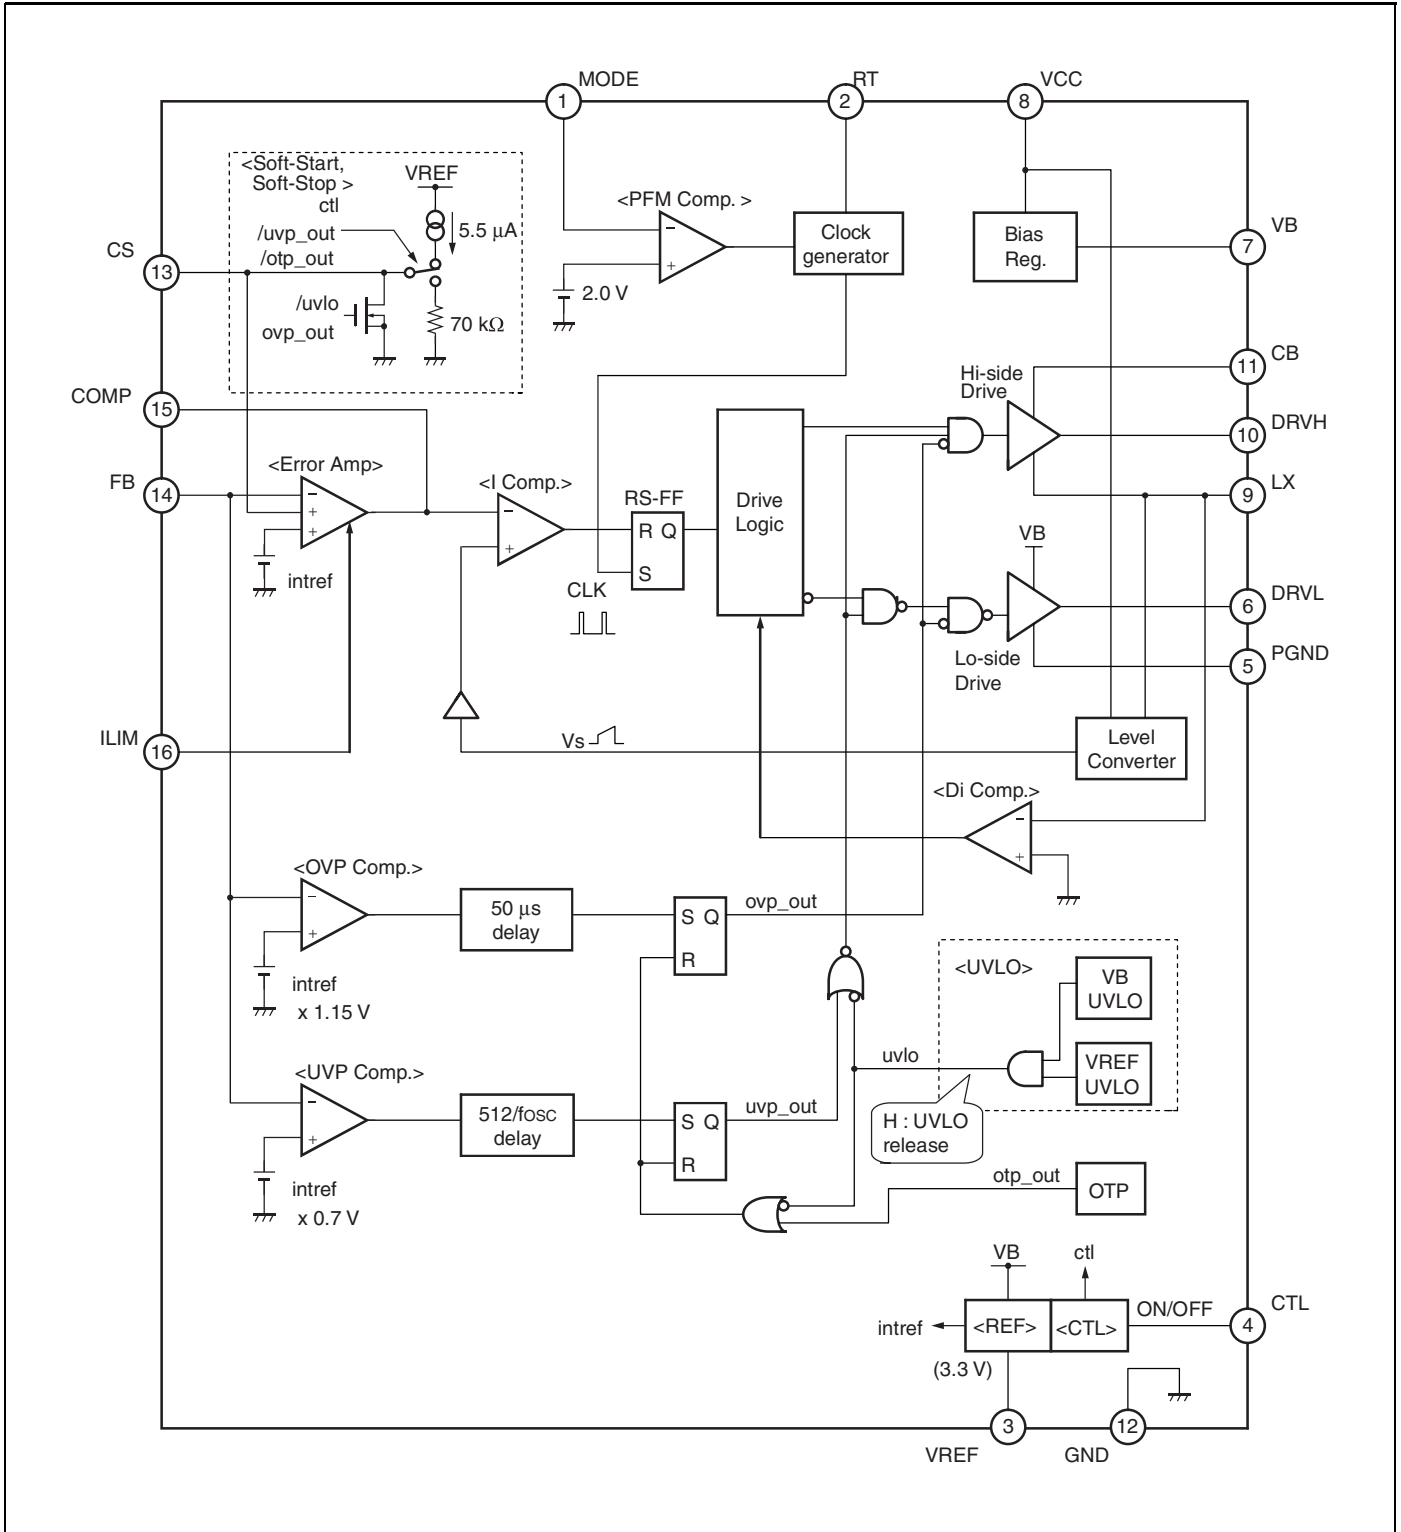 MODE
1
RT
2
VCC
8
<Soft-Start,
Soft-Stop >
ctl
VREF
/uvp_out
/otp_out
5.5 μA
/uvlo
ovp_out
70 kΩ
CS
13
<PFM Comp. >
−
+
2.0 V
Clock
generator
Bias
Reg.
VB
7
CB
11
Hi-side
Drive
DRVH
10
LX
9
COMP
15
FB
14
<Error Amp>
−
+
+
intref
<I Comp.>
−
+
RS-FF
R Q
S
CLK
Drive
Logic
VB
DRVL
6
Lo-side
Drive
PGND
5
ILIM
16
Vs
Level
Converter
<Di Comp.>
−
+
<OVP Comp.>
−
+
intref
x 1.15 V
50 μs
delay
S Q
R
ovp_out
<UVLO>
VB
UVLO
VREF
UVLO
uvlo
H : UVLO
release
<UVP Comp.>
−
+
intref
x 0.7 V
512/fOSC
delay
S Q
R
uvp_out
otp_out
OTP
VB
ctl
intref
<REF>
<CTL>
ON/OFF
CTL
4
(3.3 V)
3
VREF
12
GND